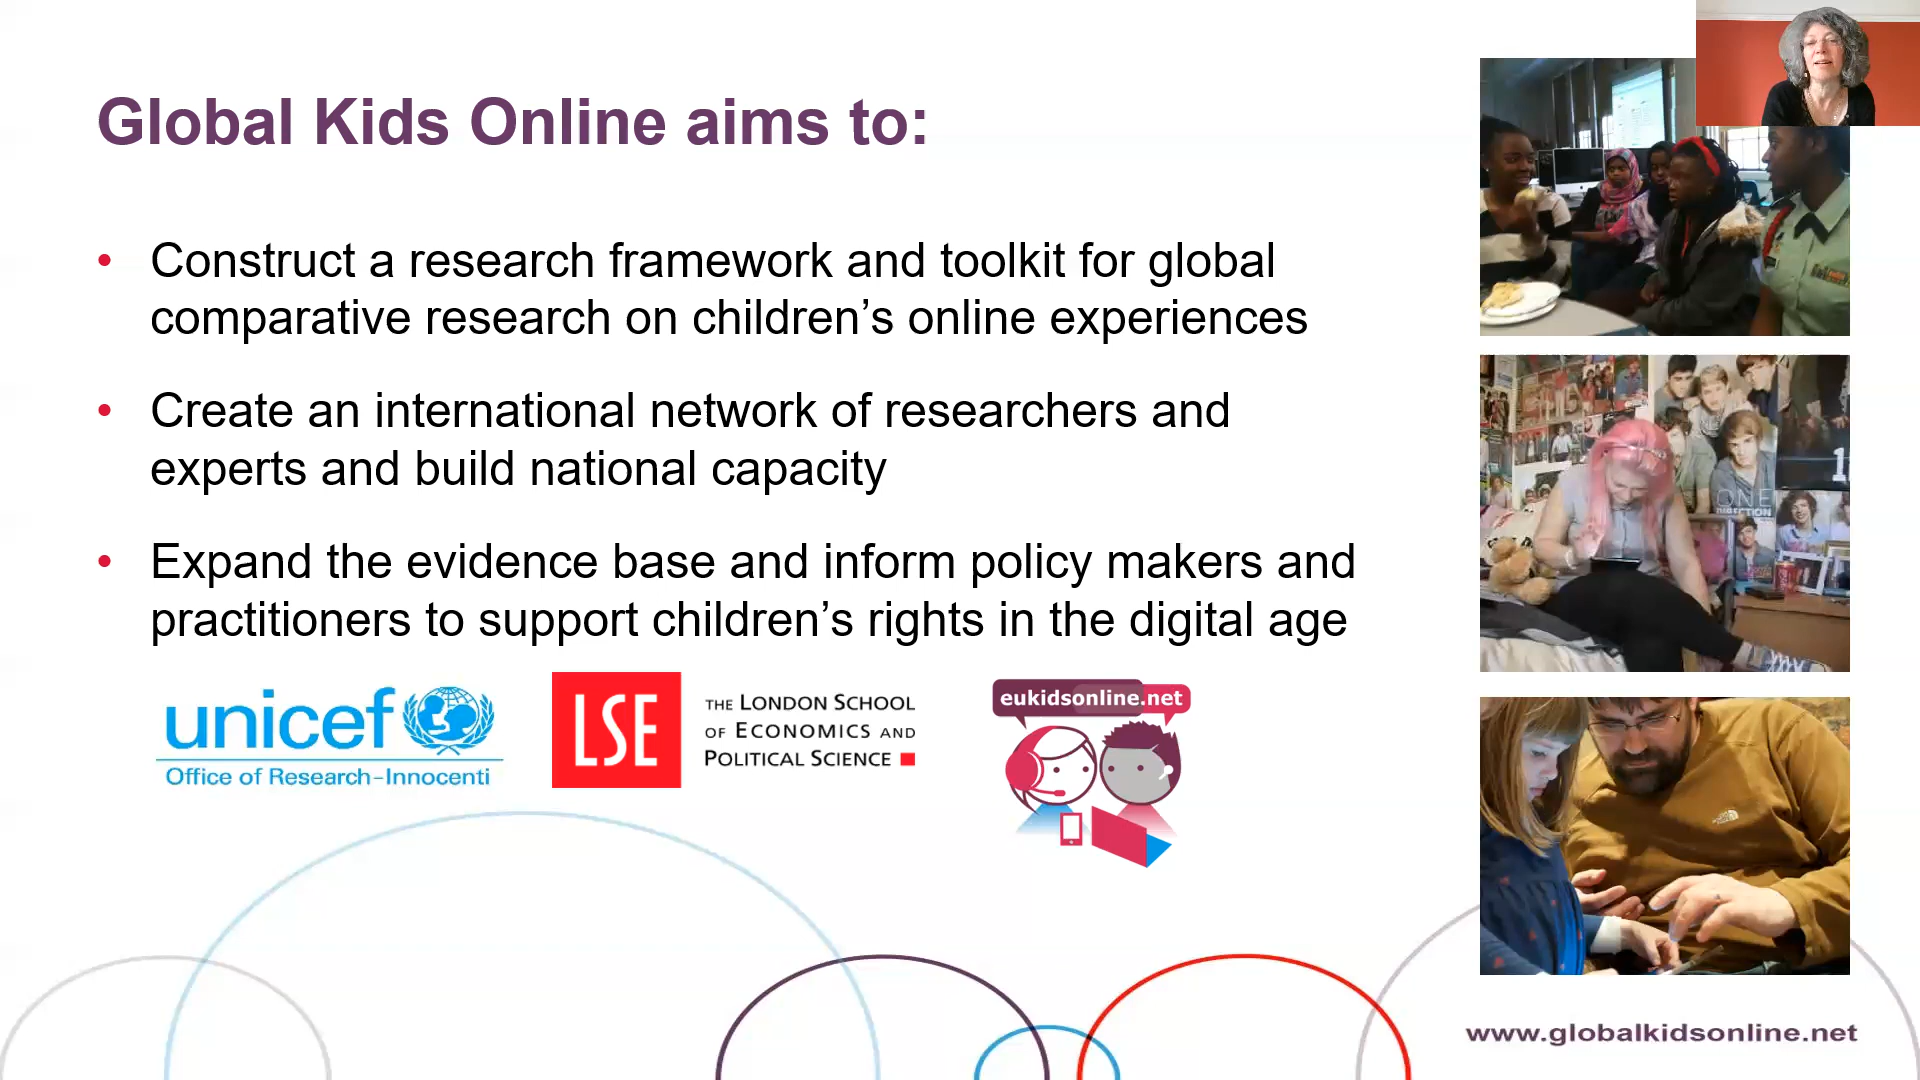 Global Kids Online aims to:
• Construct a research framework and toolkit for global
comparative research on children’s online experiences
• Create an international network of researchers and
experts and build national capacity
• Expand the evidence base and inform policy makers and
practitioners to support children’s rights in the digital age
unicef
Office of Research-Innocenti
LSE
THE LONDON SCHOOL
OF ECONOMICS AND
POLITICAL SCIENCE
eukidsonline.net
ONE
DIRECTION
www.globalkidsonline.net